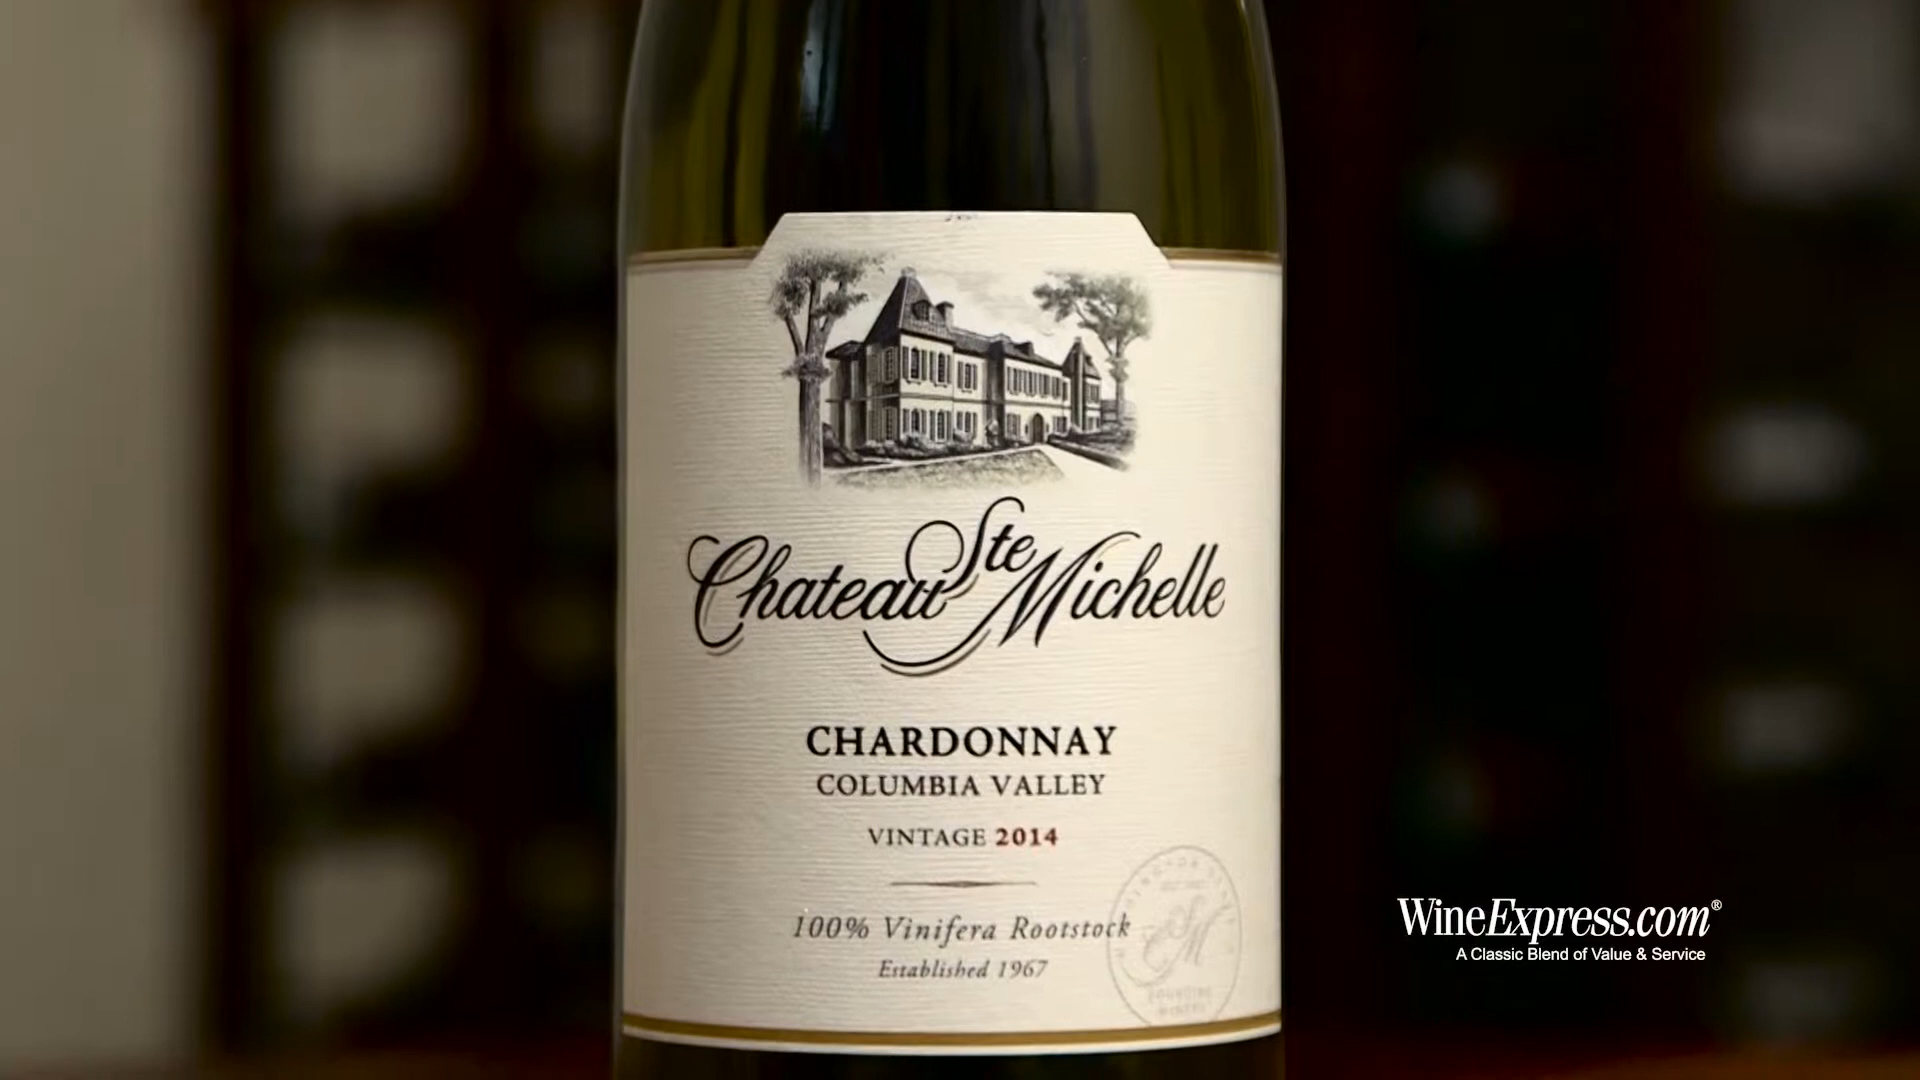 Chateau Ste Michelle
CHARDONNAY
COLUMBIA VALLEY
VINTAGE 2014
100% Vinifera Rootstock
Established 1967
WineExpress.com®
A Classic Blend of Value & Service